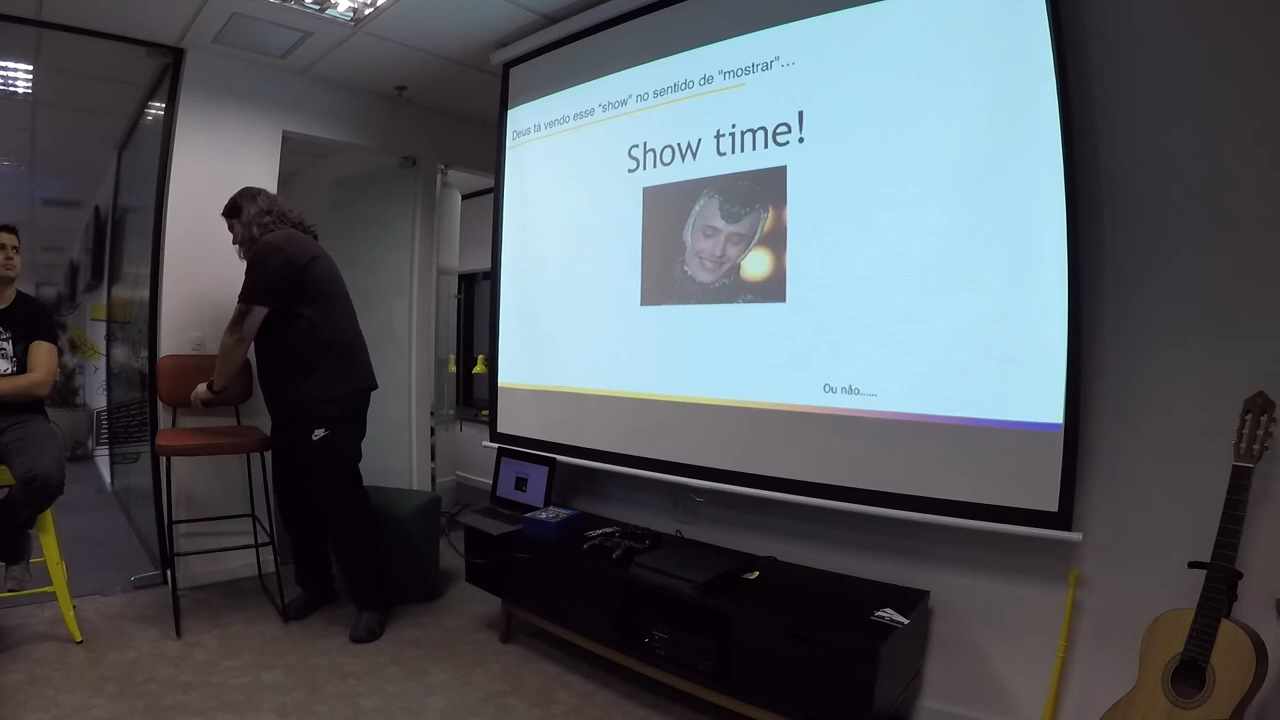 Deus tá vendo esse "show" no sentido de "mostrar"...
Show time!
Ou não......